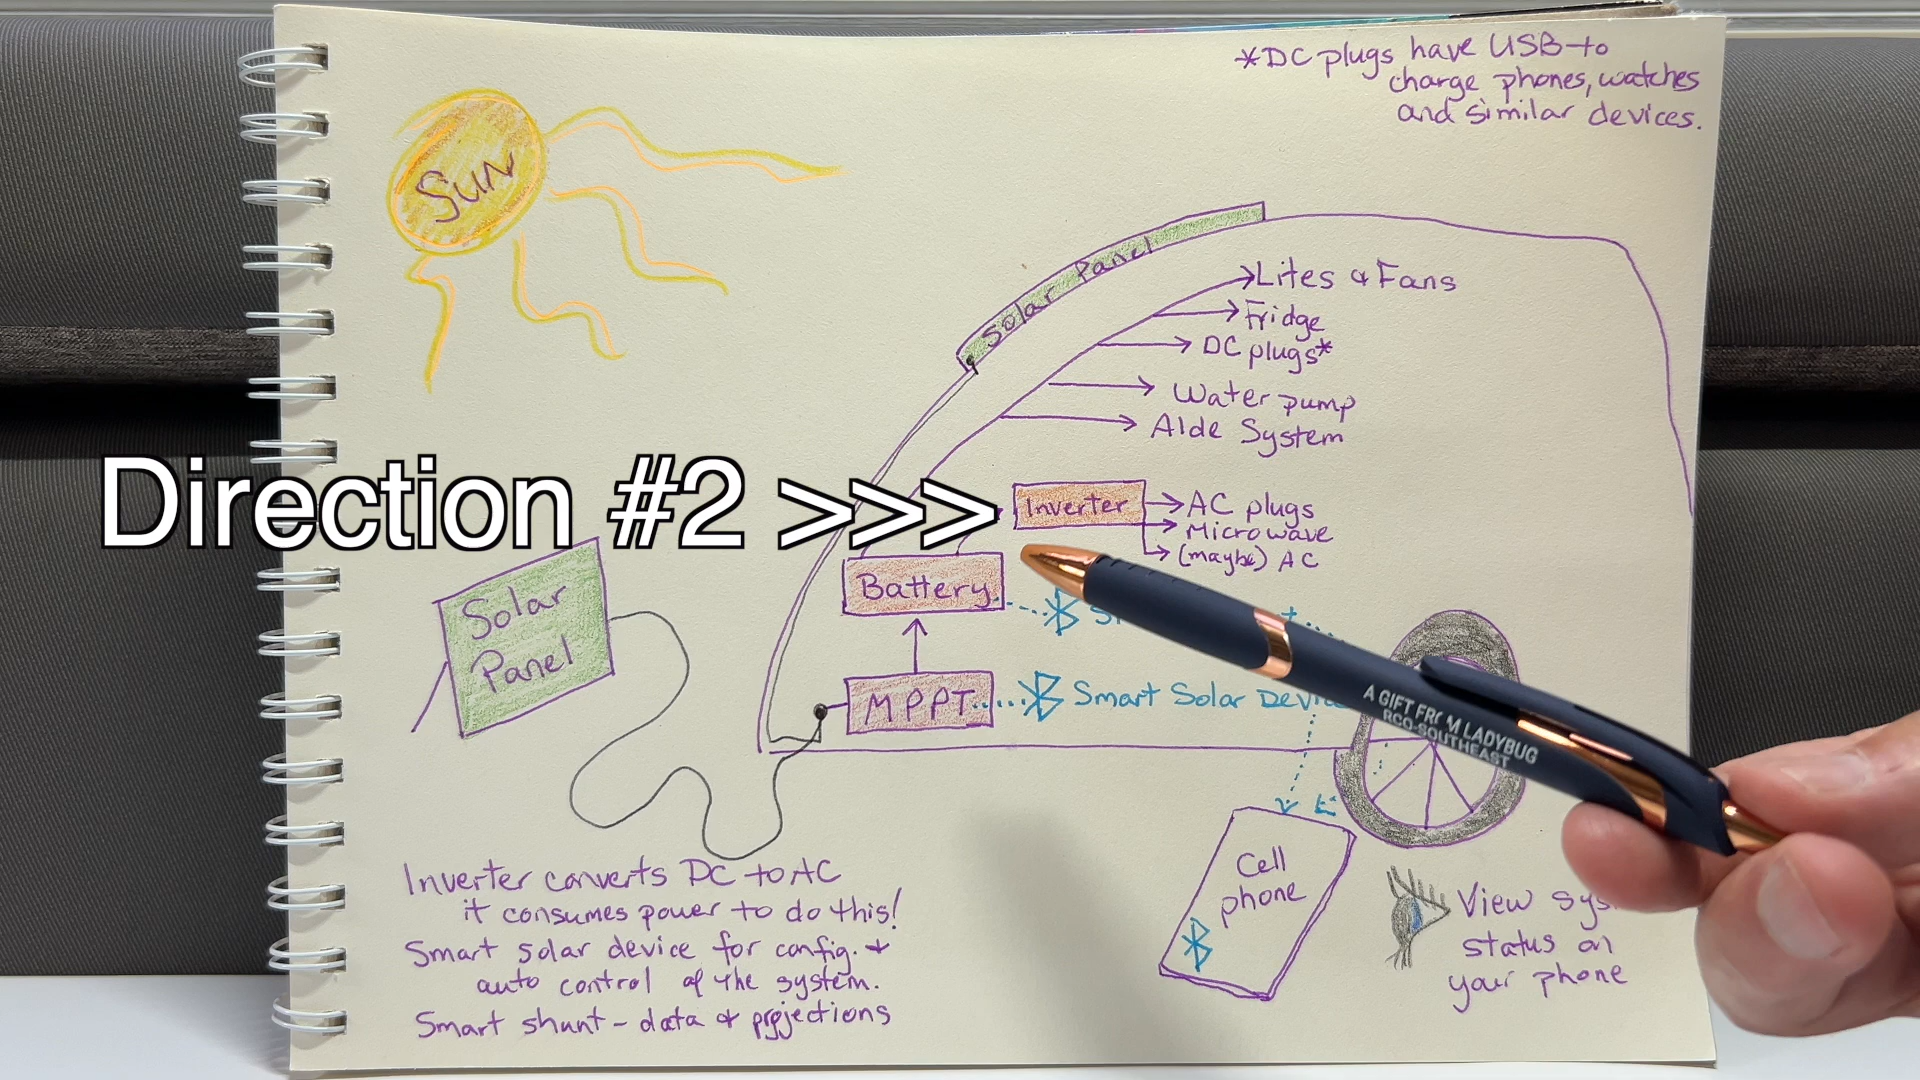 *DC plugs have USB to
charge phones, watches
and similar devices.
Sun
Solar Panel
Lites & Fans
Fridge
DC plugs*
Water pump
Alde System
Direction #2 >>>
Inverter
AC plugs
Microwave
(maybe) AC
Battery
Solar
Panel
MPPT
Smart Solar
A GIFT FROM LADYBUG
RCO-SOUTHEAST
Cell
phone
View
status on
your phone
Inverter converts DC to AC
it consumes power to do this!
Smart solar device for config. +
auto control of the system.
Smart shunt - data & projections